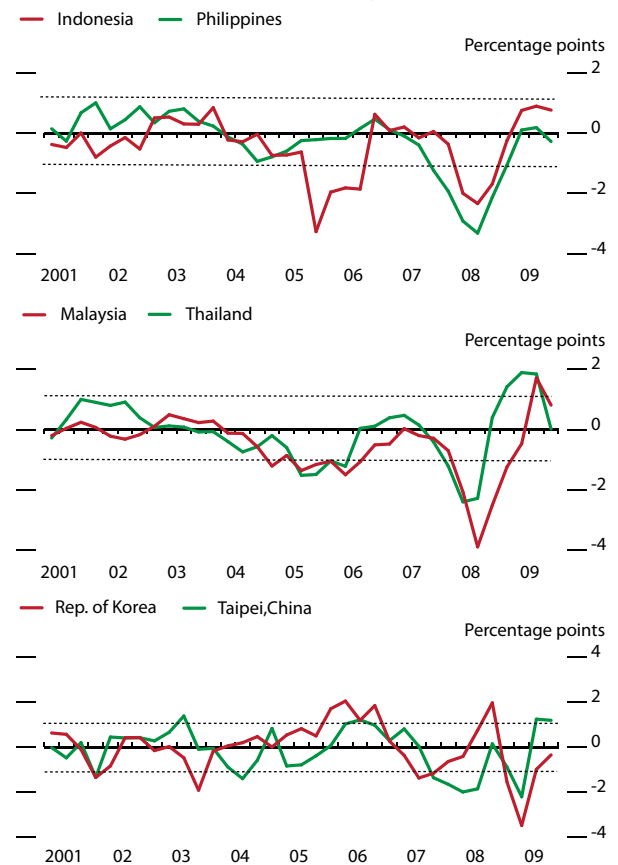 Indonesia Philippines
Percentage points
2
0
-2
-4
2001 02 03 04 05 06 07 08 09
Malaysia Thailand
Percentage points
2
0
-2
-4
2001 02 03 04 05 06 07 08 09
Rep. of Korea Taipei,China
Percentage points
4
2
0
-2
-4
2001 02 03 04 05 06 07 08 09